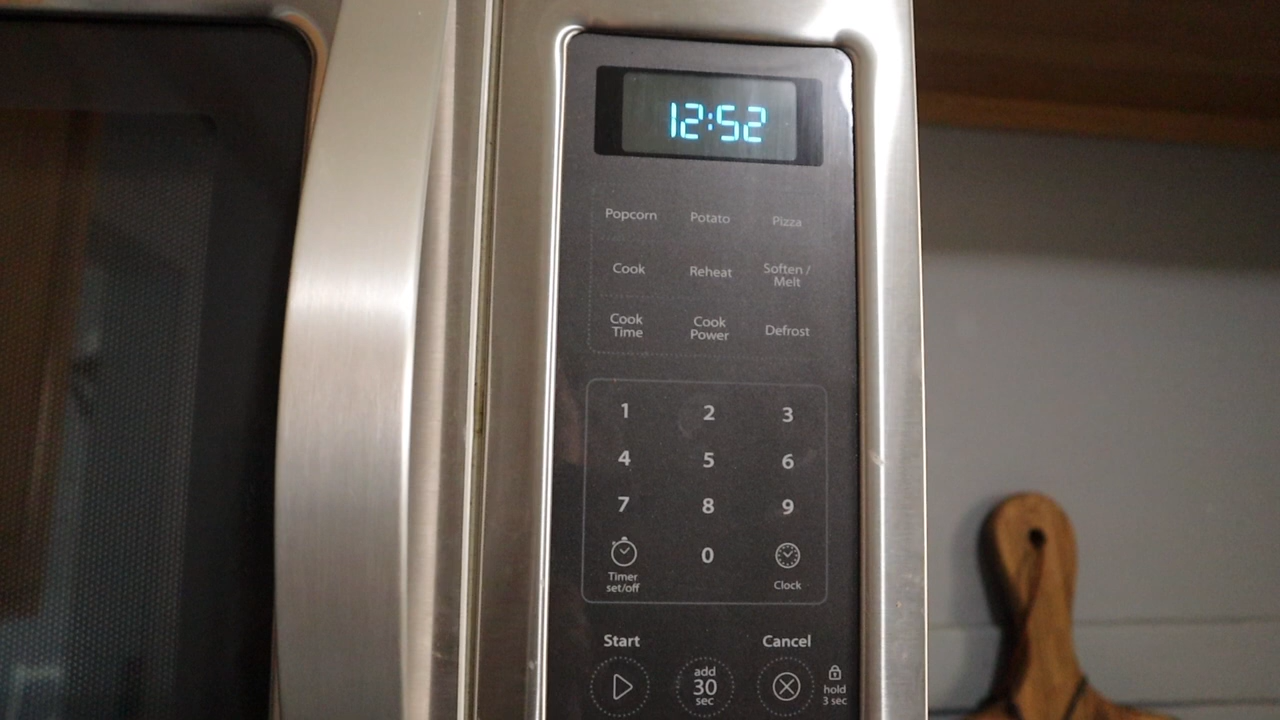 12:52
Popcorn Potato Pizza
Cook Reheat Soften /
Melt
Cook
Time
Cook
Power
Defrost
1 2 3
4 5 6
7 8 9
0
Timer
set/off
Clock
Start Cancel
add
30
sec
hold
3 sec